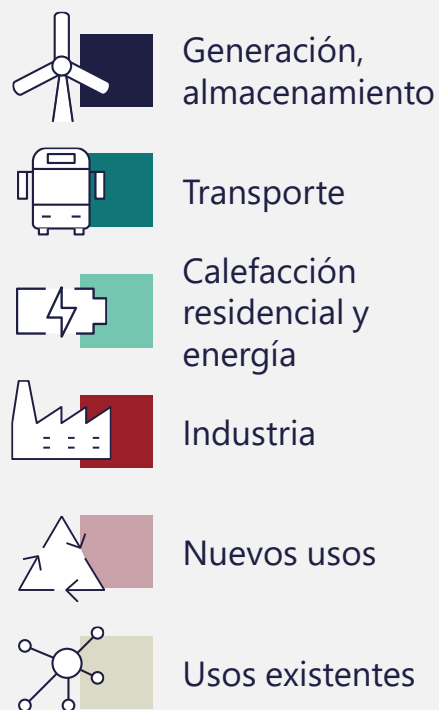 Generación,
almacenamiento
Transporte
Calefacción
residencial y
energía
Industria
Nuevos usos
Usos existentes